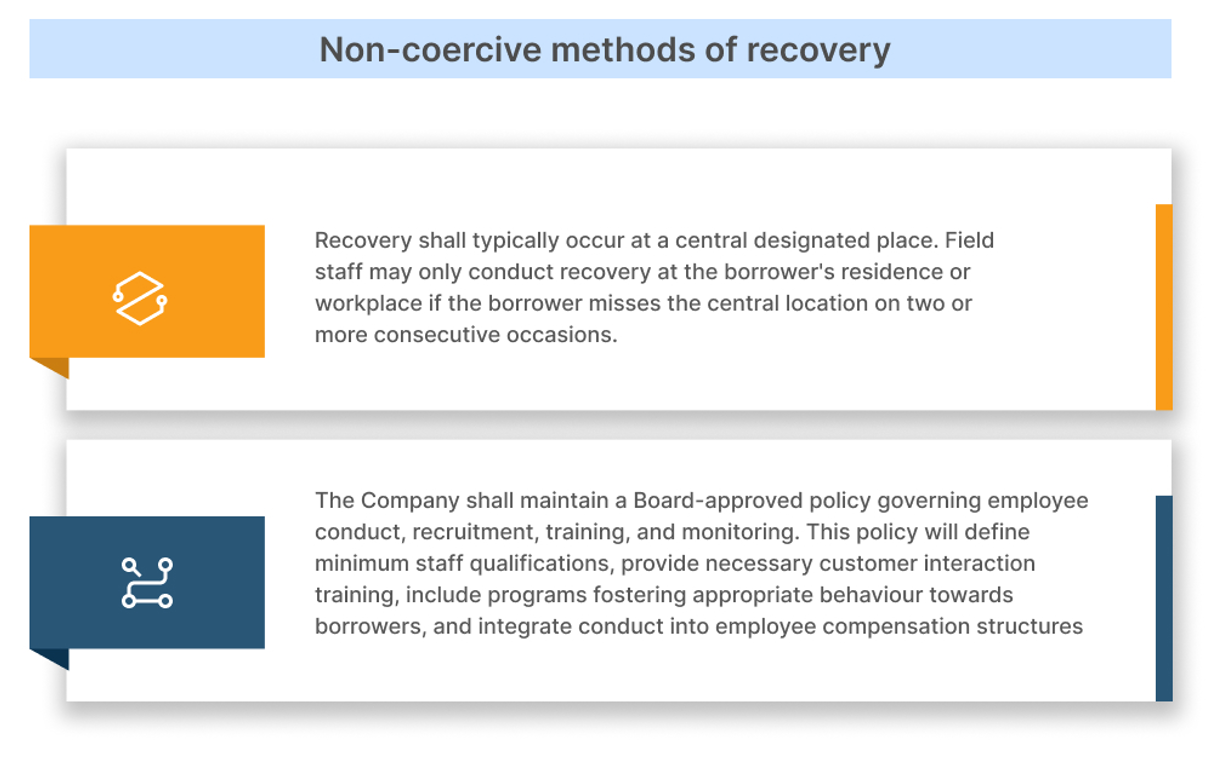 Non-coercive methods of recovery
Recovery shall typically occur at a central designated place. Field
staff may only conduct recovery at the borrower's residence or
workplace if the borrower misses the central location on two or
more consecutive occasions.
The Company shall maintain a Board-approved policy governing employee
conduct, recruitment, training, and monitoring. This policy will define
minimum staff qualifications, provide necessary customer interaction
training, include programs fostering appropriate behaviour towards
borrowers, and integrate conduct into employee compensation structures